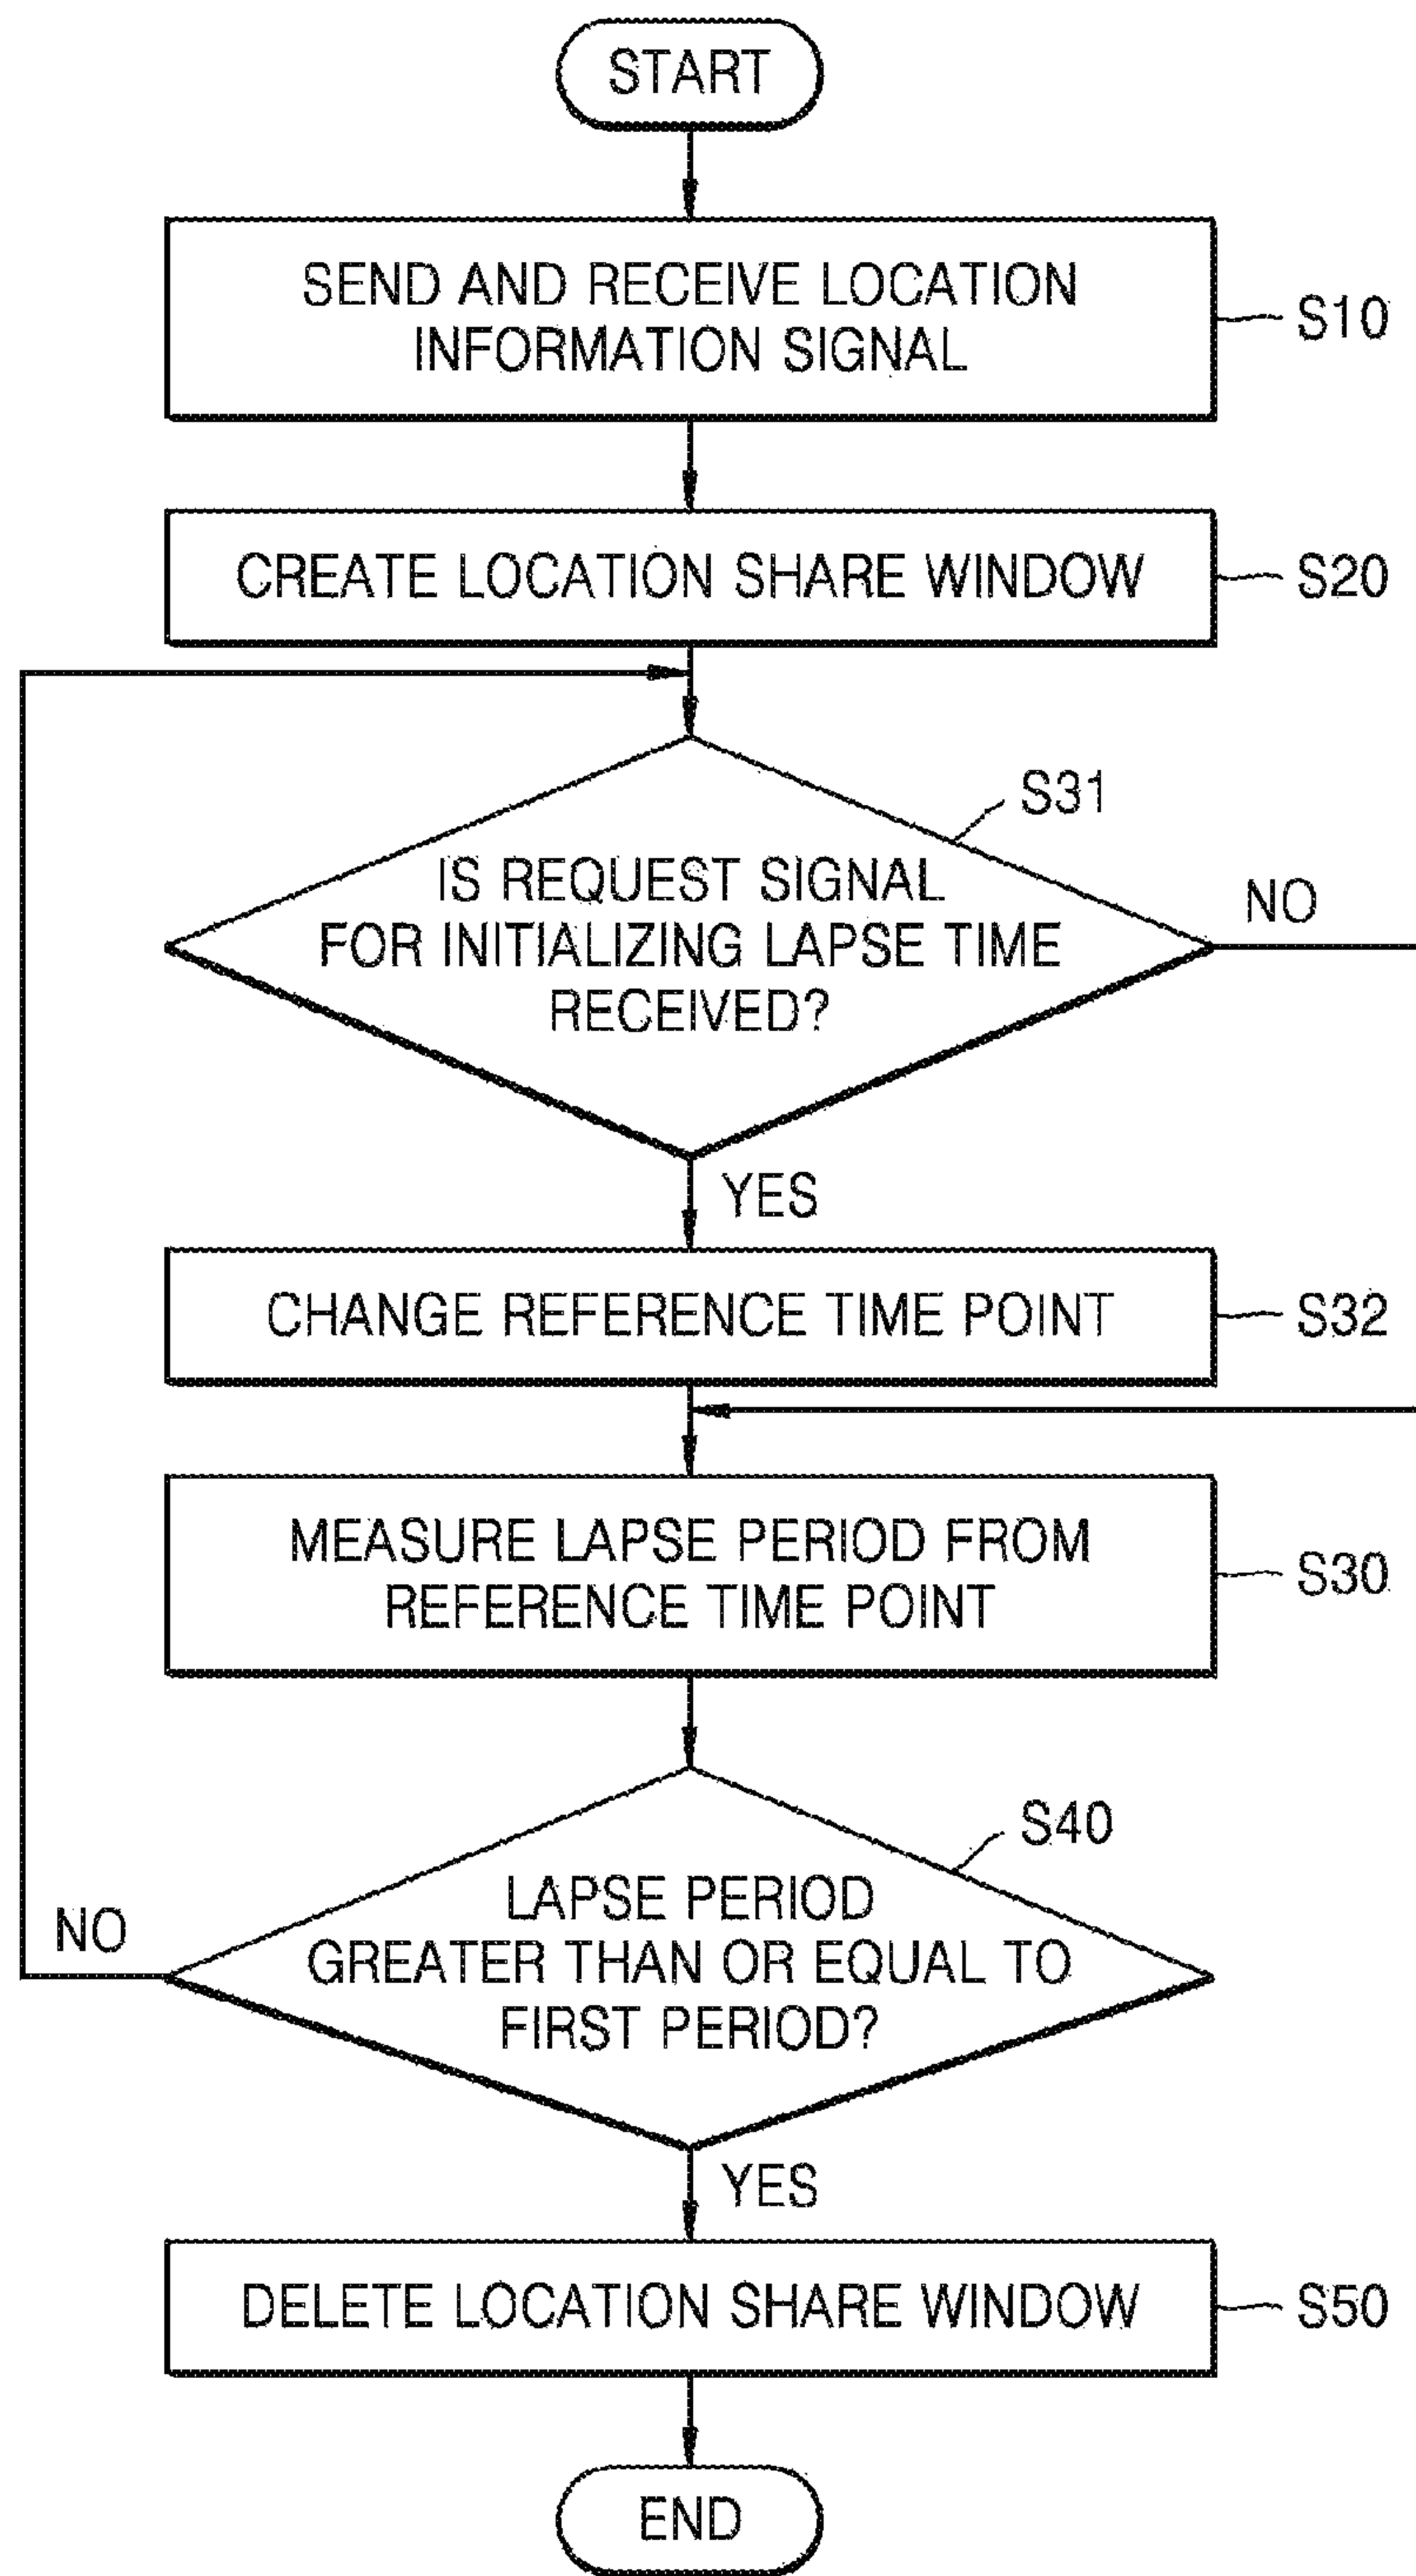 START
SEND AND RECEIVE LOCATION
INFORMATION SIGNAL
S10
CREATE LOCATION SHARE WINDOW
S20
S31
IS REQUEST SIGNAL
FOR INITIALIZING LAPSE TIME
RECEIVED?
NO
YES
CHANGE REFERENCE TIME POINT
S32
MEASURE LAPSE PERIOD FROM
REFERENCE TIME POINT
S30
S40
LAPSE PERIOD
GREATER THAN OR EQUAL TO
FIRST PERIOD?
NO
YES
DELETE LOCATION SHARE WINDOW
S50
END